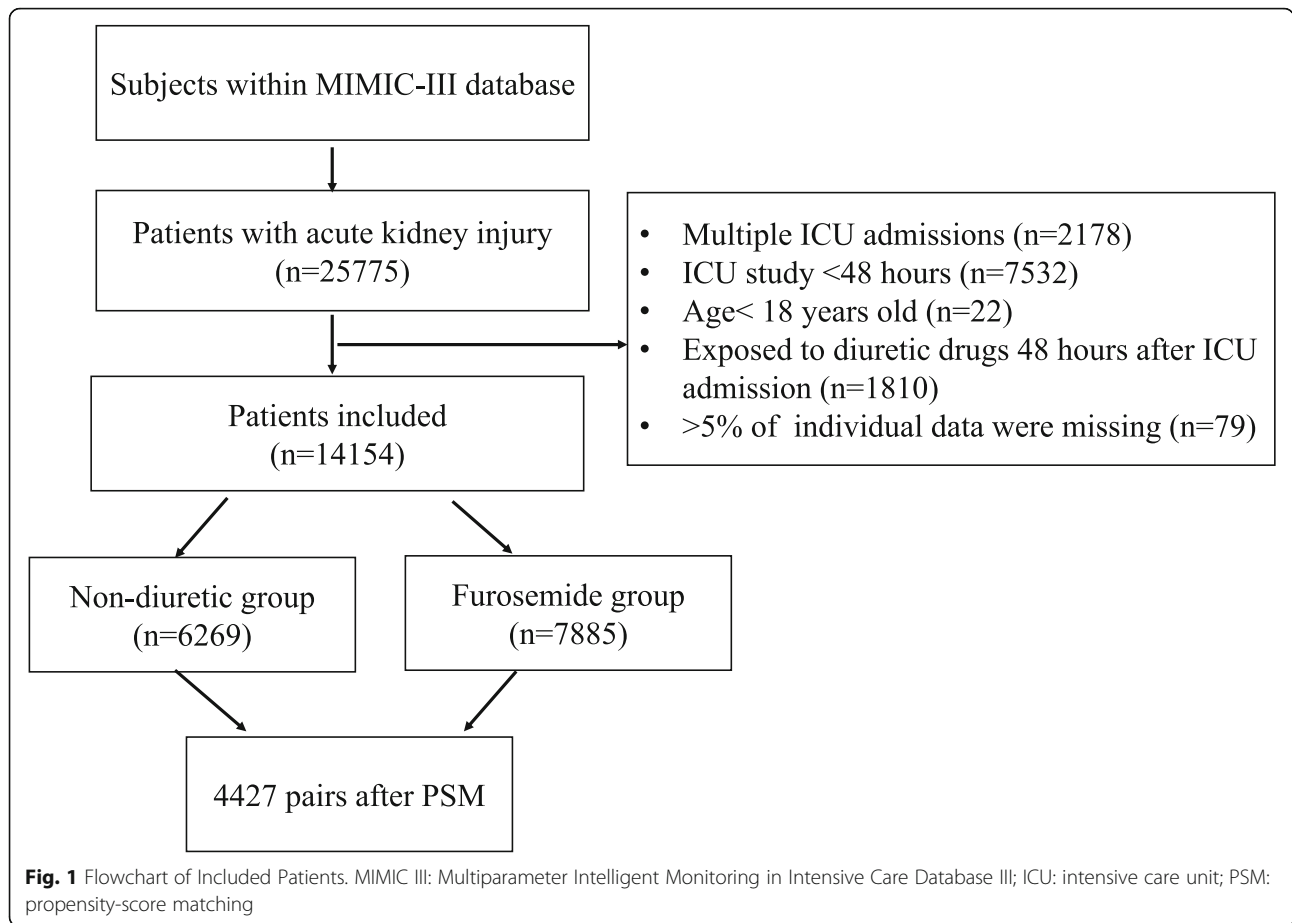 Subjects within MIMIC-III database
Patients with acute kidney injury
(n=25775)
• Multiple ICU admissions (n=2178)
• ICU study <48 hours (n=7532)
• Age< 18 years old (n=22)
• Exposed to diuretic drugs 48 hours after ICU
admission (n=1810)
• >5% of individual data were missing (n=79)
Patients included
(n=14154)
Non-diuretic group
(n=6269)
Furosemide group
(n=7885)
4427 pairs after PSM
Fig. 1 Flowchart of Included Patients. MIMIC III: Multiparameter Intelligent Monitoring in Intensive Care Database III; ICU: intensive care unit; PSM:
propensity-score matching